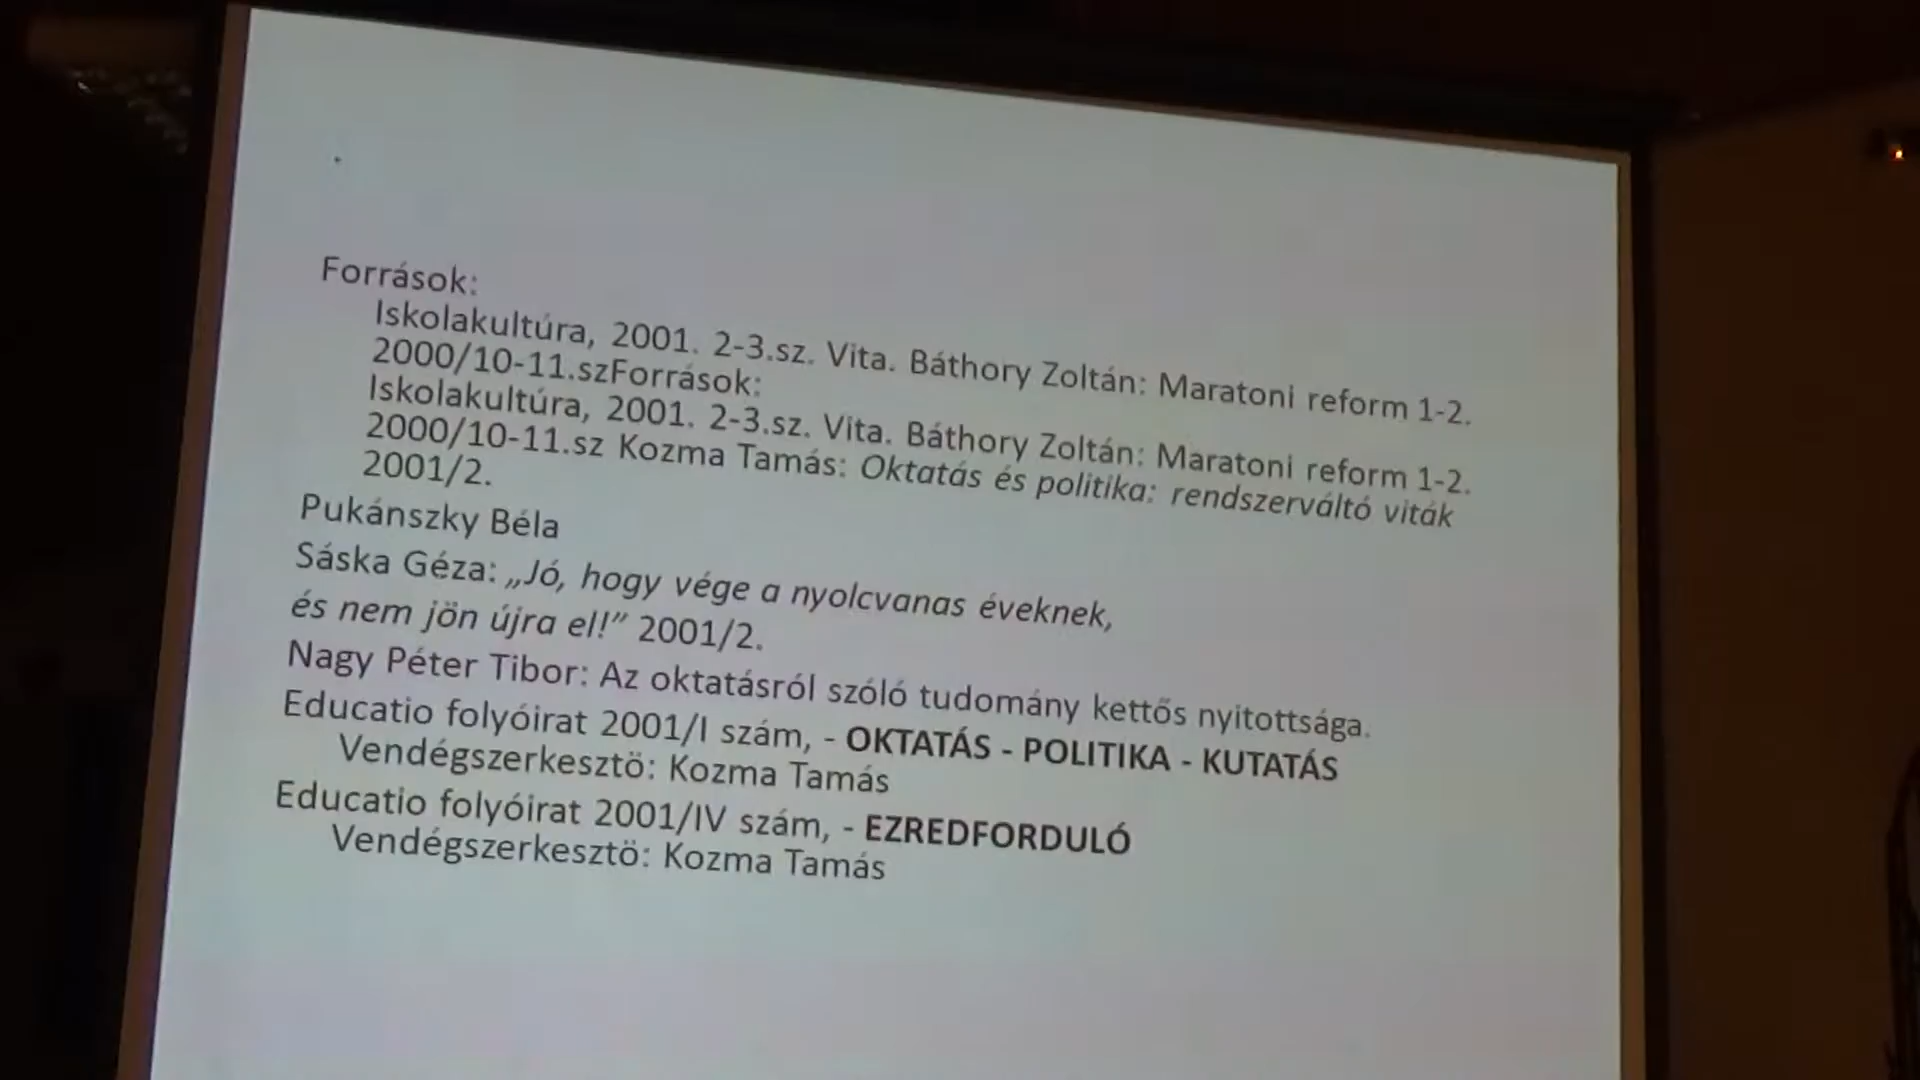 Források:
Iskolakultúra, 2001. 2-3.sz. Vita. Báthory Zoltán: Maratoni reform 1-2.
2000/10-11.szForrások:
Iskolakultúra, 2001. 2-3.sz. Vita. Báthory Zoltán: Maratoni reform 1-2.
2000/10-11.sz Kozma Tamás: Oktatás és politika: rendszerváltó viták
2001/2.
Pukánszky Béla
Sáska Géza: „Jó, hogy vége a nyolcvanas éveknek,
és nem jön újra el!” 2001/2.
Nagy Péter Tibor: Az oktatásról szóló tudomány kettős nyitottsága.
Educatio folyóirat 2001/I szám, - OKTATÁS - POLITIKA - KUTATÁS
Vendégszerkesztö: Kozma Tamás
Educatio folyóirat 2001/IV szám, - EZREDFORDULÓ
Vendégszerkesztö: Kozma Tamás